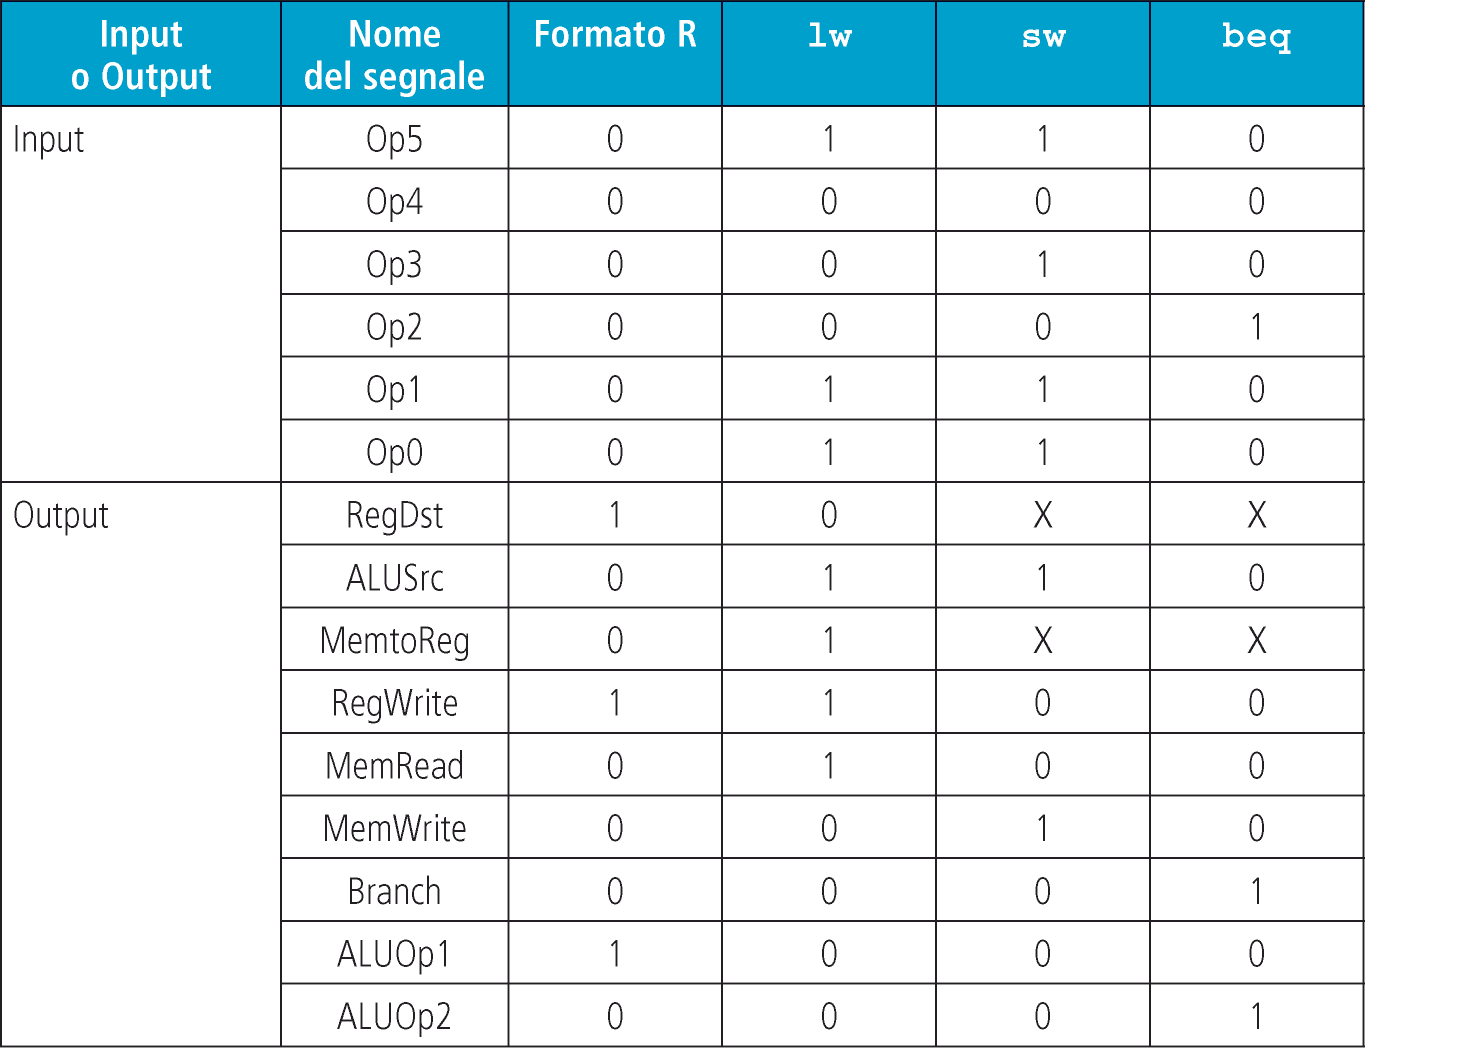 Input o Output Nome del segnale Formato R lw sw beq
Input Op5 0 1 1 0
Op4 0 0 0 0
Op3 0 0 1 0
Op2 0 0 0 1
Op1 0 1 1 0
Op0 0 1 1 0
Output RegDst 1 0 X X
ALUSrc 0 1 1 0
MemtoReg 0 1 X X
RegWrite 1 1 0 0
MemRead 0 1 0 0
MemWrite 0 0 1 0
Branch 0 0 0 1
ALUOp1 1 0 0 0
ALUOp2 0 0 0 1